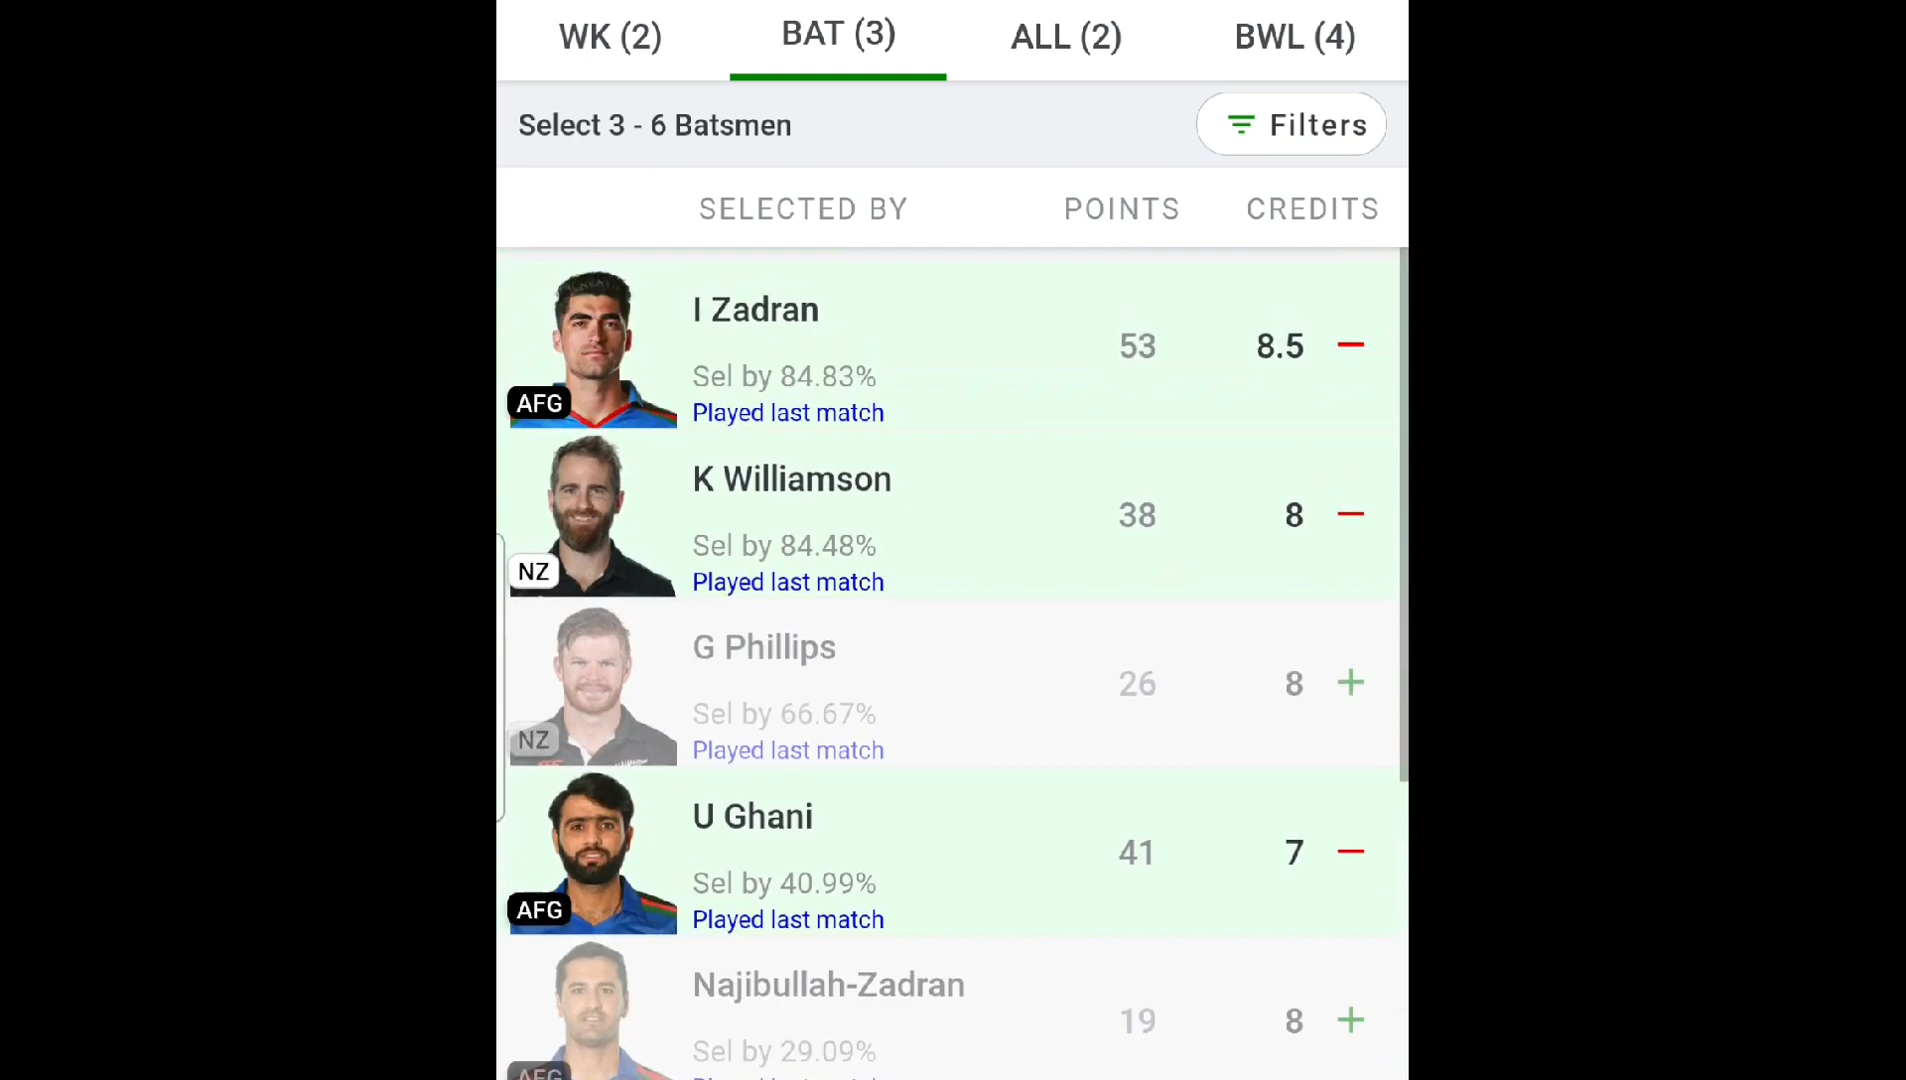 WK (2) BAT (3) ALL (2) BWL (4)
Select 3 - 6 Batsmen Filters
SELECTED BY POINTS CREDITS
I Zadran
53 8.5
Sel by 84.83%
AFG Played last match
K Williamson
38 8
Sel by 84.48%
NZ Played last match
G Phillips
26 8
Sel by 66.67%
NZ Played last match
U Ghani
41 7
Sel by 40.99%
AFG Played last match
Najibullah-Zadran
19 8
Sel by 29.09%
AFG